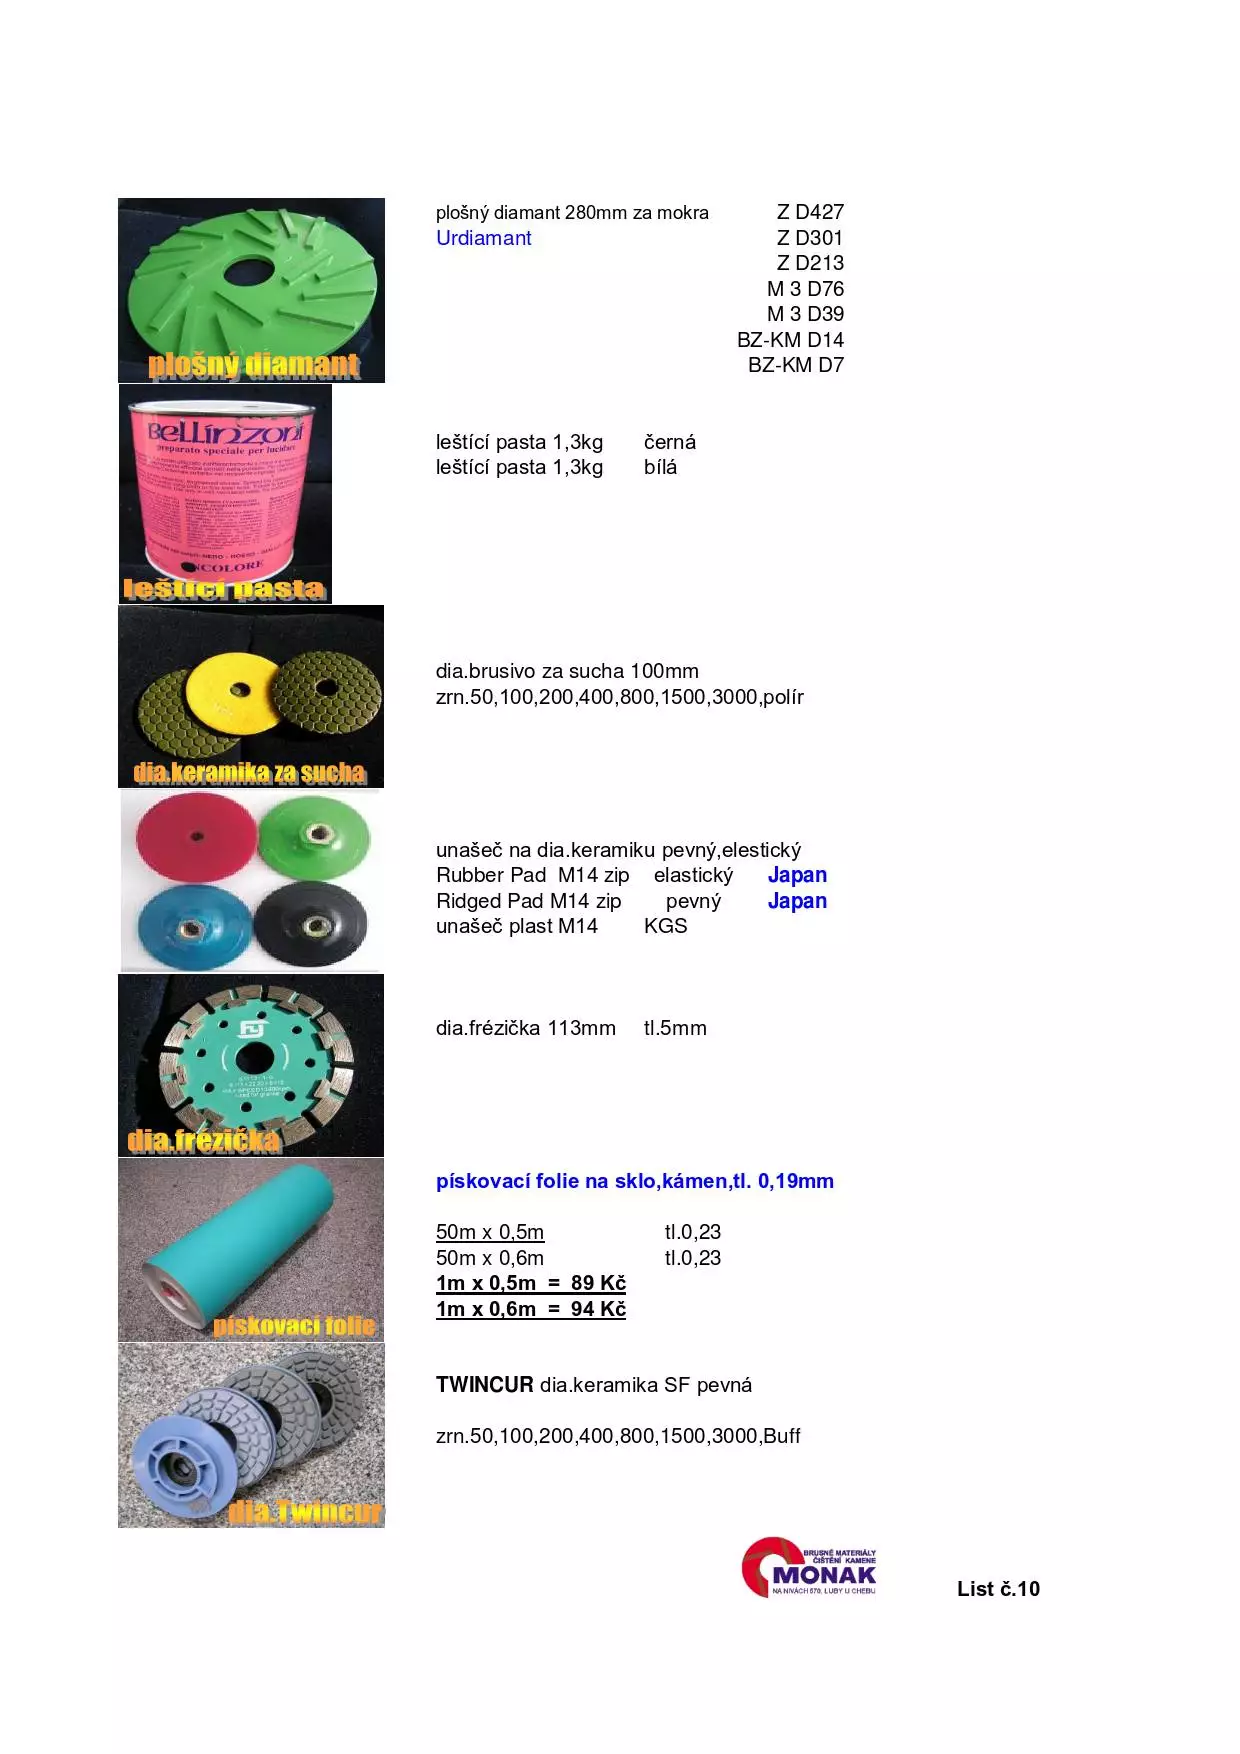 plošný diamant 280mm za mokra Z D427
Urdiamant Z D301
Z D213
M 3 D76
M 3 D39
BZ-KM D14
BZ-KM D7
plošný diamant
BELLINZONI
preparato speciale per lucidare
NCOLORE
leštící pasta
leštící pasta 1,3kg černá
leštící pasta 1,3kg bílá
dia.keramika za sucha
dia.brusivo za sucha 100mm
zrn.50,100,200,400,800,1500,3000,polír
unašeč na dia.keramiku pevný,elestický
Rubber Pad M14 zip elastický Japan
Ridged Pad M14 zip pevný Japan
unašeč plast M14 KGS
dia.frézička
dia.frézička 113mm tl.5mm
pískovací folie
pískovací folie na sklo,kámen,tl. 0,19mm
50m x 0,5m tl.0,23
50m x 0,6m tl.0,23
1m x 0,5m = 89 Kč
1m x 0,6m = 94 Kč
dia.Twincur
TWINCUR dia.keramika SF pevná
zrn.50,100,200,400,800,1500,3000,Buff
BRUSNÉ MATERIÁLY
ČIŠTĚNÍ KAMENE
MONAK
NA NIVÁCH 570, LUBY U CHEBU
List č.10